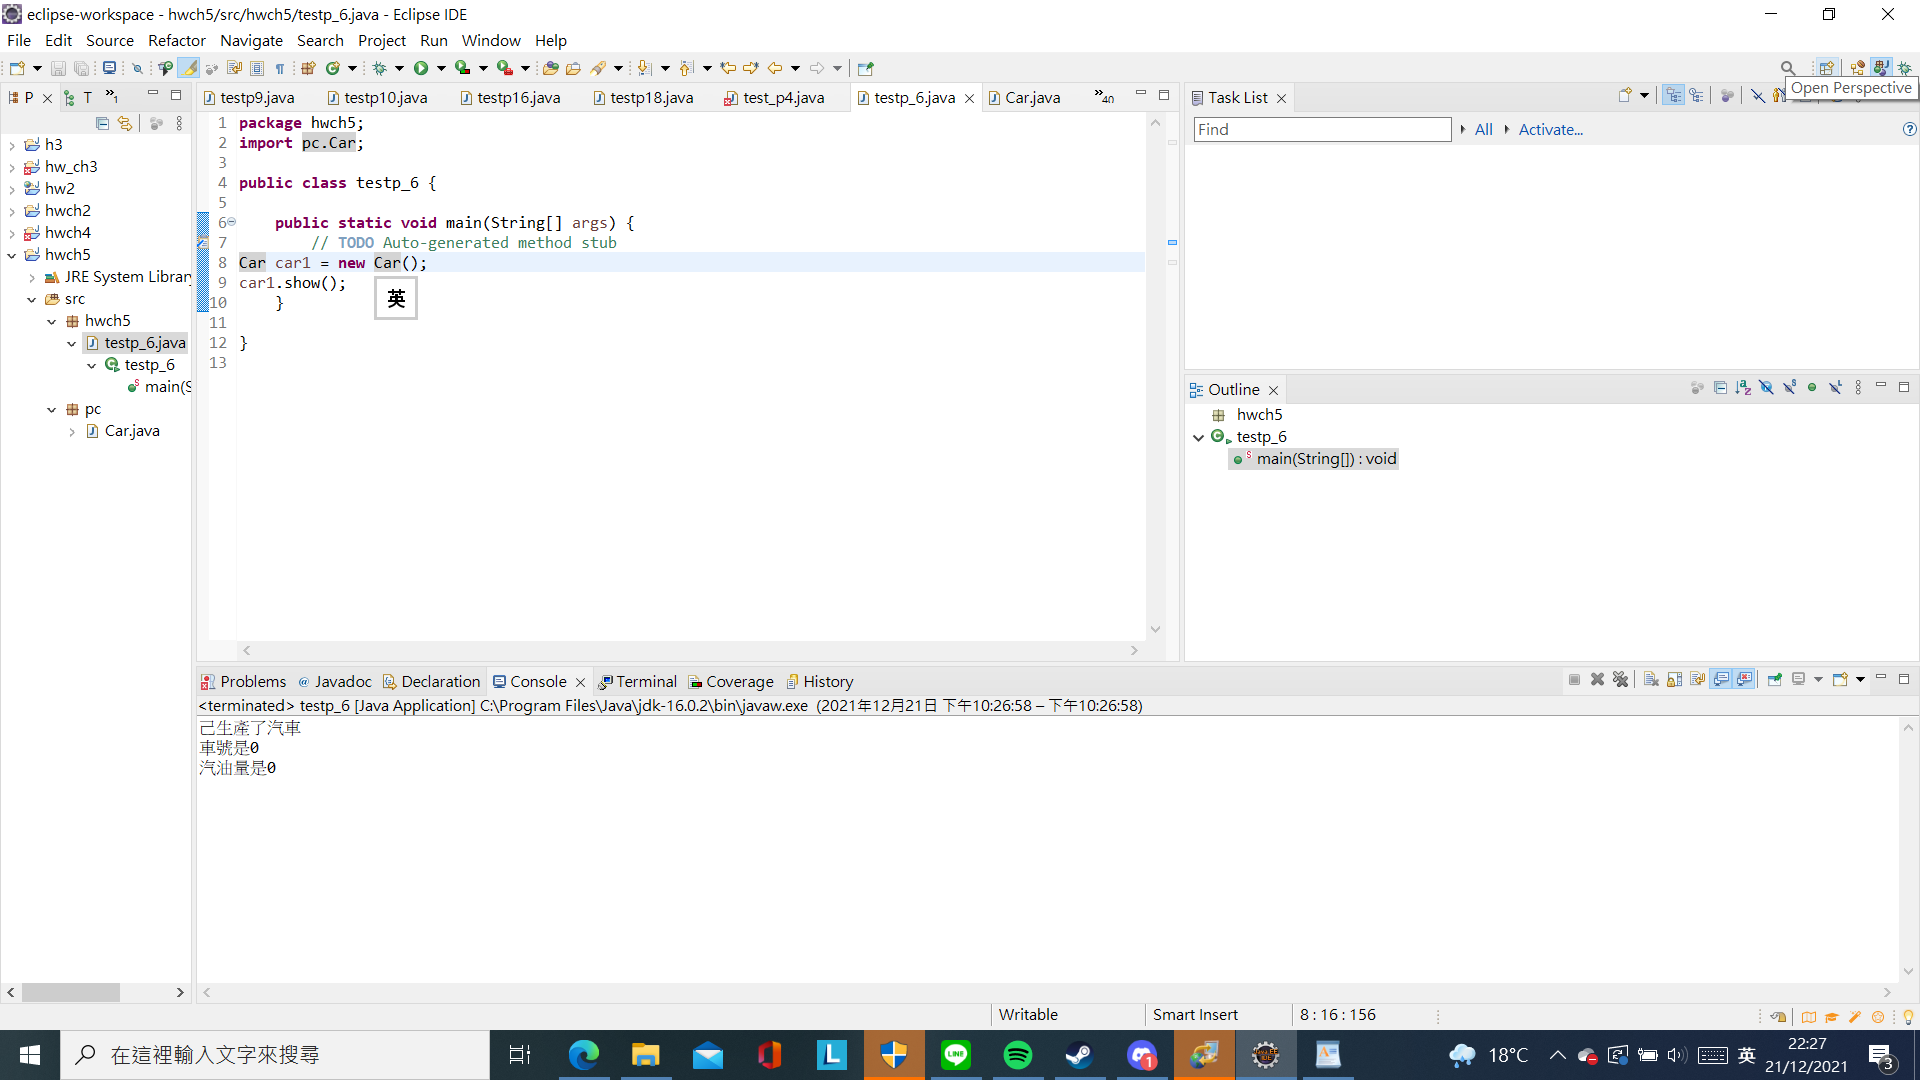 eclipse-workspace - hwch5/src/hwch5/testp_6.java - Eclipse IDE
File Edit Source Refactor Navigate Search Project Run Window Help
Open Perspective
P T »1
testp9.java testp10.java testp16.java testp18.java test_p4.java testp_6.java Car.java »40
h3
hw_ch3
hw2
hwch2
hwch4
hwch5
JRE System Library
src
hwch5
testp_6.java
testp_6
main(S
pc
Car.java
1 package hwch5;
2 import pc.Car;
3
4 public class testp_6 {
5
6 public static void main(String[] args) {
7 // TODO Auto-generated method stub
8 Car car1 = new Car();
9 car1.show();
10 }
11
12 }
13
英
Task List
Find All Activate...
Outline
hwch5
testp_6
main(String[]) : void
Problems Javadoc Declaration Console Terminal Coverage History
<terminated> testp_6 [Java Application] C:\Program Files\Java\jdk-16.0.2\bin\javaw.exe (2021年12月21日 下午10:26:58 – 下午10:26:58)
己生產了汽車
車號是0
汽油量是0
Writable Smart Insert 8 : 16 : 156
在這裡輸入文字來搜尋
LINE
1
18°C
英
22:27
21/12/2021
3